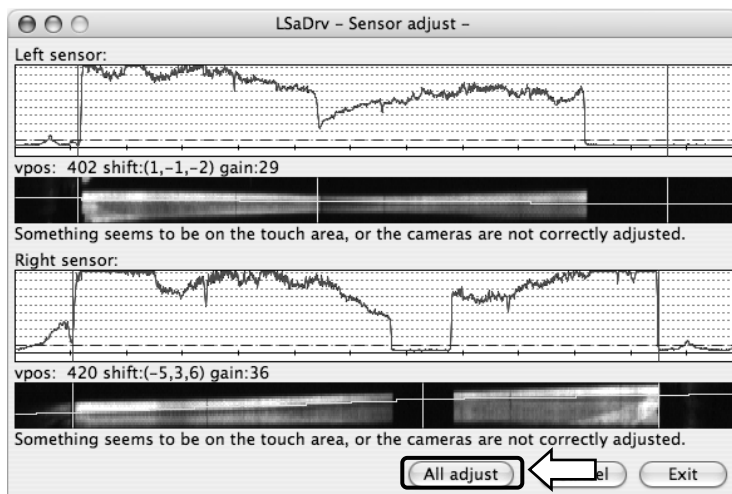 LSaDrv – Sensor adjust –
Left sensor:
vpos: 402 shift:(1,-1,-2) gain:29
Something seems to be on the touch area, or the cameras are not correctly adjusted.
Right sensor:
vpos: 420 shift:(-5,3,6) gain:36
Something seems to be on the touch area, or the cameras are not correctly adjusted.
All adjust el Exit